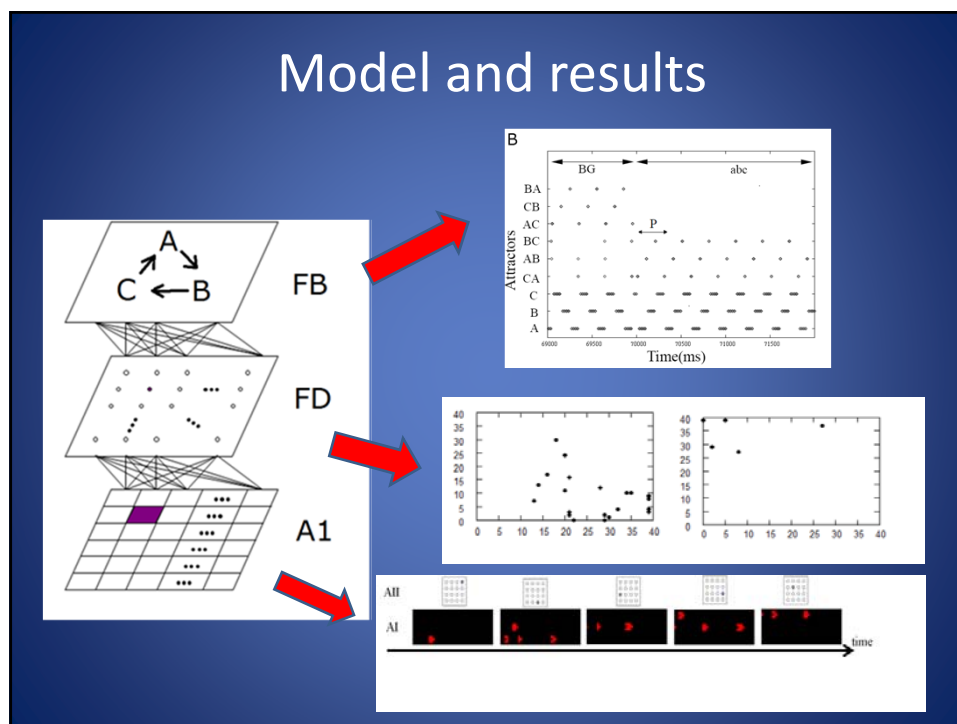 Model and results
B
BG abc
BA
CB
AC P
BC
AB
CA
C
B
A
Attractors
69000 69500 70000 70500 71000 71500
Time(ms)
A
C B
FB
FD
A1
40
35
30
25
20
15
10
5
0
0 5 10 15 20 25 30 35 40
40
35
30
25
20
15
10
5
0
0 5 10 15 20 25 30 35 40
AII
AI
time